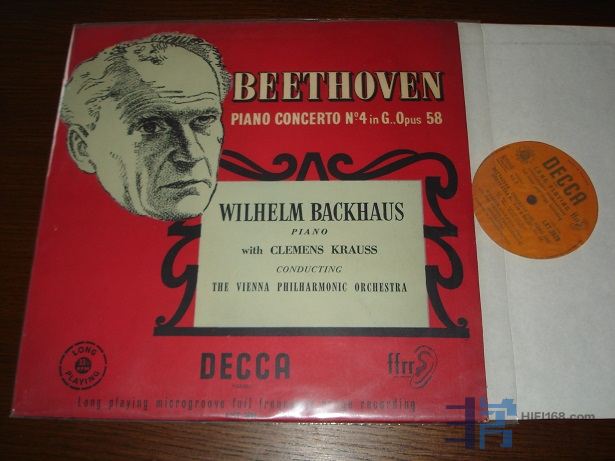 BEETHOVEN
PIANO CONCERTO Nº4 in G..Opus 58
WILHELM BACKHAUS
PIANO
with CLEMENS KRAUSS
CONDUCTING
THE VIENNA PHILHARMONIC ORCHESTRA
LONG
PLAYING
DECCA
ffrr
Long playing microgroove full frequency range recording
DECCA
HIFI168.com